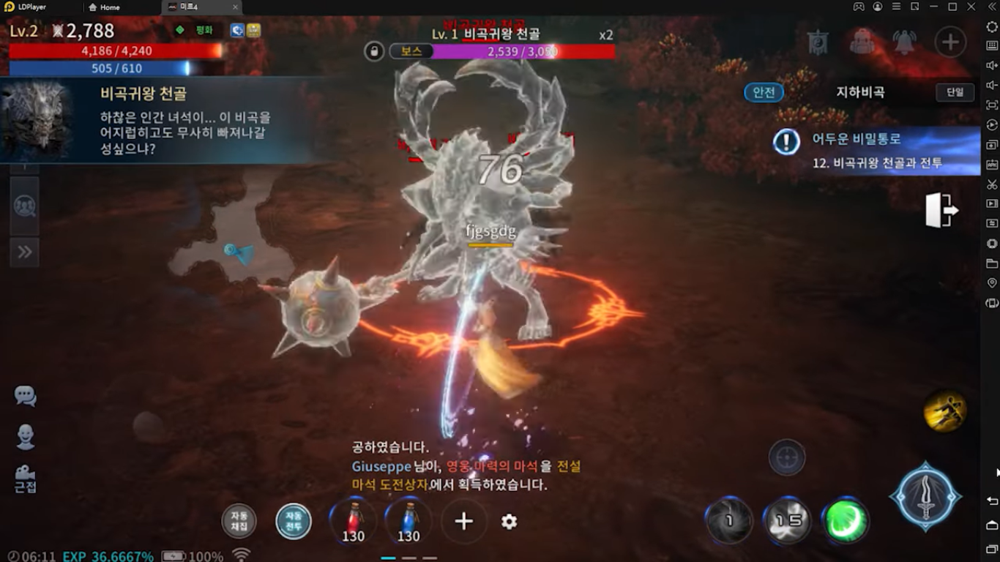 LDPlayer
Home
미르4
Lv.2
2,788
평화
4,186 / 4,240
505 / 610
Lv. 1 비곡귀왕 천골
x2
보스
2,539 / 3,050
비곡귀왕 천골
하찮은 인간 녀석이... 이 비곡을
어지럽히고도 무사히 빠져나갈
성싶으냐?
안전
지하비곡
단일
어두운 비밀통로
12. 비곡귀왕 천골과 전투
76
fjgsgdg
근접
공하였습니다.
Giuseppe 님이, 영웅 마력의 마석 을 전설
마석 도전상자 에서 획득하였습니다.
자동
채집
자동
전투
130
130
1
15
06:11 EXP 36.6667% 100%